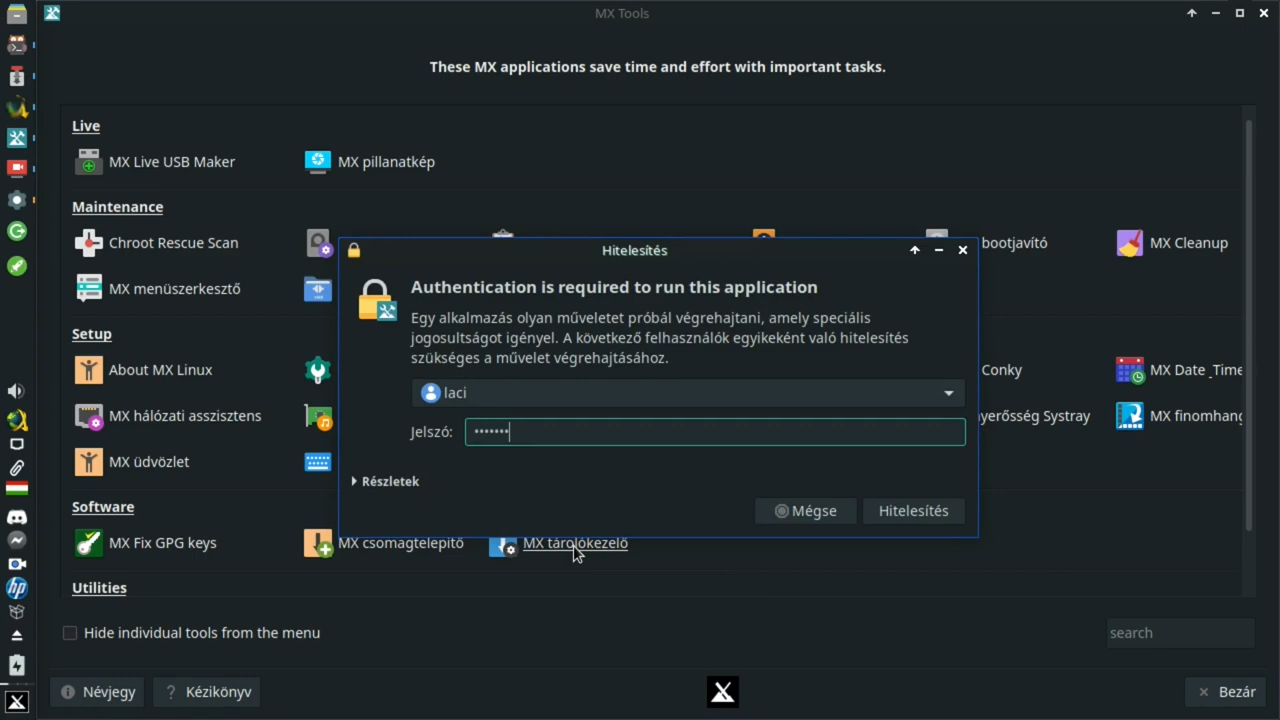 MX Tools
These MX applications save time and effort with important tasks.
Live
MX Live USB Maker
MX pillanatkép
Maintenance
Chroot Rescue Scan
bootjavító
MX Cleanup
MX menüszerkesztő
Hitelesítés
Authentication is required to run this application
Egy alkalmazás olyan műveletet próbál végrehajtani, amely speciális
jogosultságot igényel. A következő felhasználók egyikeként való hitelesítés
szükséges a művelet végrehajtásához.
laci
Jelszó: •••••••
Részletek
Mégse
Hitelesítés
Setup
About MX Linux
Conky
MX Date_Time
MX hálózati asszisztens
yerősség Systray
MX finomhang
MX üdvözlet
Software
MX Fix GPG keys
MX csomagtelepítő
MX tárolókezelő
Utilities
Hide individual tools from the menu
search
hp
Névjegy
? Kézikönyv
Bezár